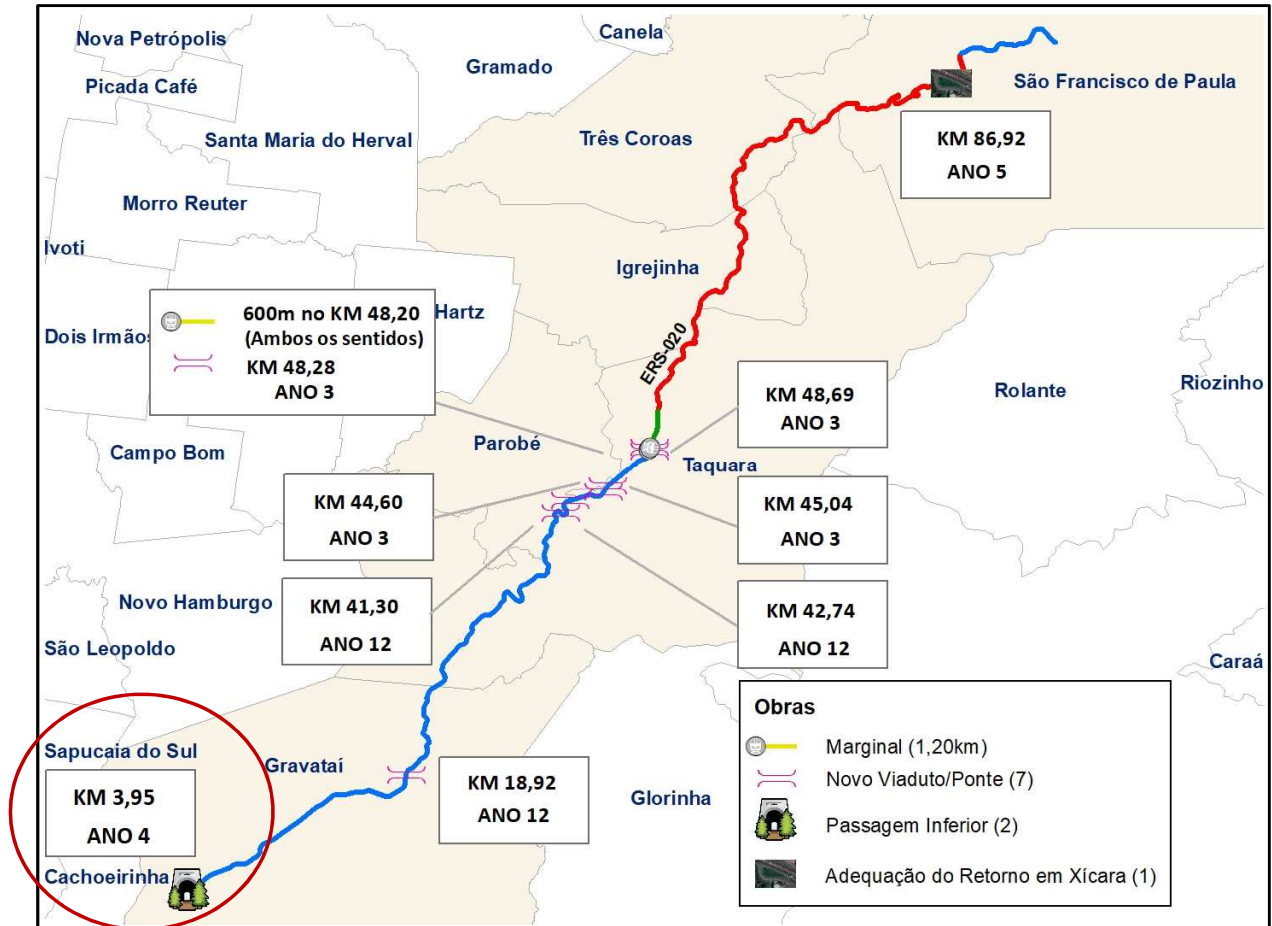 Nova Petrópolis
Canela
Gramado
Picada Café
São Francisco de Paula
Santa Maria do Herval
Três Coroas
KM 86,92
ANO 5
Morro Reuter
Ivoti
Igrejinha
600m no KM 48,20
(Ambos os sentidos)
KM 48,28
ANO 3
Hartz
Dois Irmãos
ERS-020
Rolante
Riozinho
KM 48,69
ANO 3
Campo Bom
Parobé
Taquara
KM 44,60
ANO 3
KM 45,04
ANO 3
Novo Hamburgo
KM 41,30
ANO 12
KM 42,74
ANO 12
São Leopoldo
Caraá
Sapucaia do Sul
Gravataí
KM 3,95
ANO 4
KM 18,92
ANO 12
Glorinha
Cachoeirinha
Obras
Marginal (1,20km)
Novo Viaduto/Ponte (7)
Passagem Inferior (2)
Adequação do Retorno em Xícara (1)